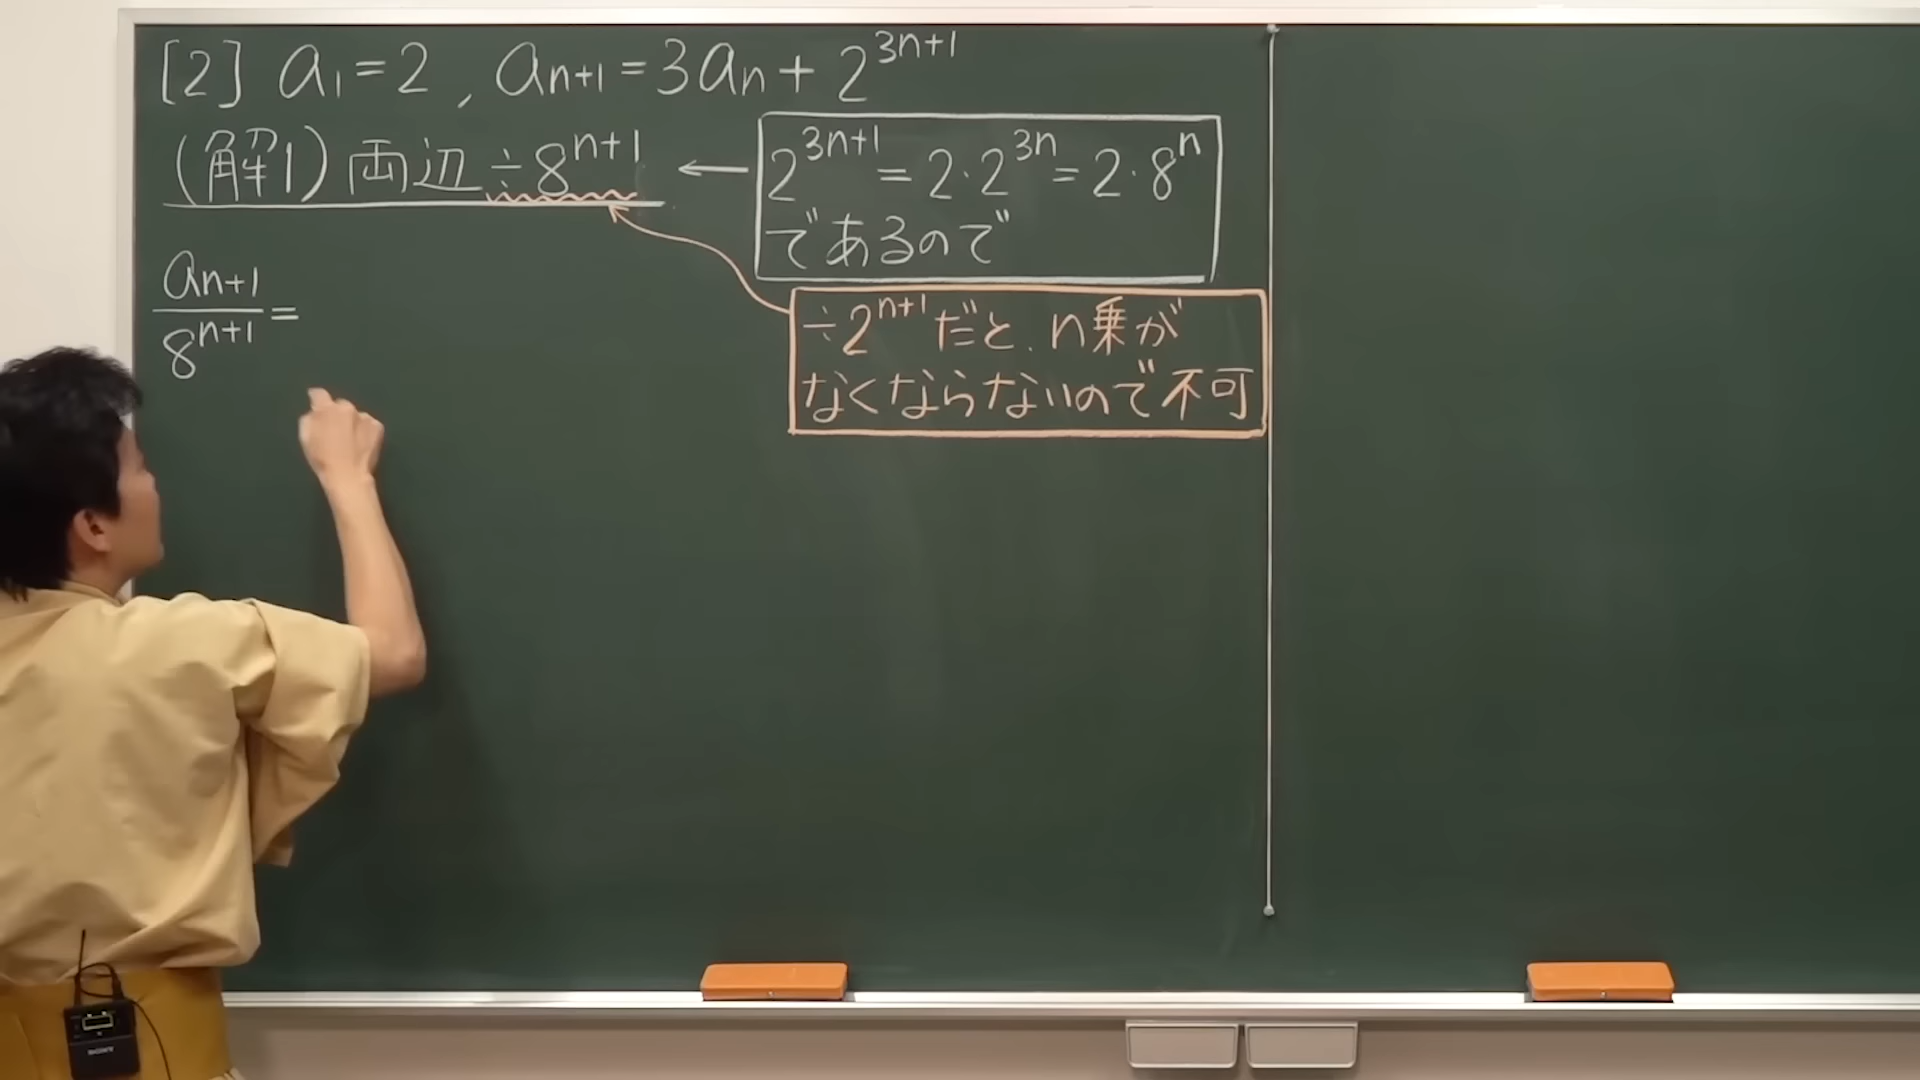 [2] a₁=2, aₙ₊₁=3aₙ+2³ⁿ⁺¹
(解1)両辺÷8ⁿ⁺¹ ←
2³ⁿ⁺¹=2·2³ⁿ=2·8ⁿ
であるので
÷2ⁿ⁺¹だと、n乗が
なくならないので不可
aₙ₊₁/8ⁿ⁺¹=
SONY